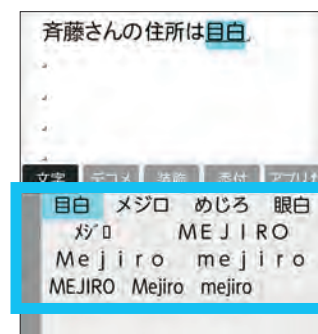 斉藤さんの住所は目白
文字 デコメ 装飾 添付 アプリ
目白 メジロ めじろ 眼白
ﾒｼﾞﾛ ＭＥＪＩＲＯ
Ｍｅｊｉｒｏ ｍｅｊｉｒｏ
MEJIRO Mejiro mejiro